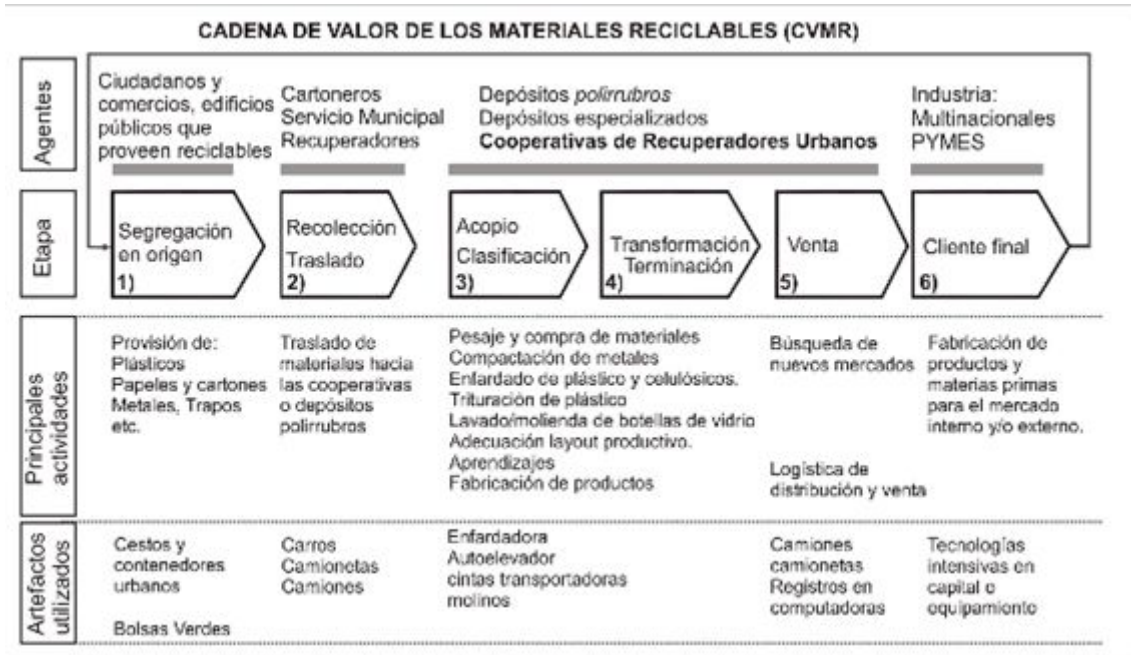 CADENA DE VALOR DE LOS MATERIALES RECICLABLES (CVMR)
Agentes
Ciudadanos y
comercios, edificios
públicos que
proveen reciclables
Cartoneros
Servicio Municipal
Recuperadores
Depósitos polirrubros
Depósitos especializados
Cooperativas de Recuperadores Urbanos
Industria:
Multinacionales
PYMES
Etapa
Segregación
en origen
1)
Recolección
Traslado
2)
Acopio
Clasificación
3)
Transformación
Terminación
4)
Venta
5)
Cliente final
6)
Principales
actividades
Provisión de:
Plásticos
Papeles y cartones
Metales, Trapos
etc.
Traslado de
materiales hacia
las cooperativas
o depósitos
polirrubros
Pesaje y compra de materiales
Compactación de metales
Enfardado de plástico y celulósicos.
Trituración de plástico
Lavado/molienda de botellas de vidrio
Adecuación layout productivo.
Aprendizajes
Fabricación de productos
Búsqueda de
nuevos mercados
Logística de
distribución y venta
Fabricación de
productos y
materias primas
para el mercado
interno y/o externo.
Artefactos
utilizados
Cestos y
contenedores
urbanos
Bolsas Verdes
Carros
Camionetas
Camiones
Enfardadora
Autoelevador
cintas transportadoras
molinos
Camiones
camionetas
Registros en
computadoras
Tecnologías
intensivas en
capital o
equipamiento